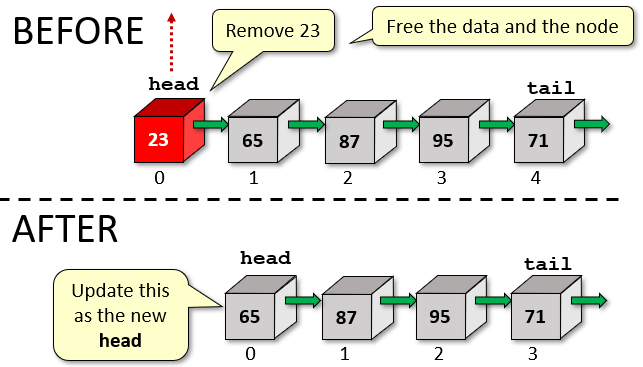 BEFORE
Remove 23
Free the data and the node
head
tail
23 65 87 95 71
0 1 2 3 4
AFTER
head
tail
Update this
as the new
head
65 87 95 71
0 1 2 3